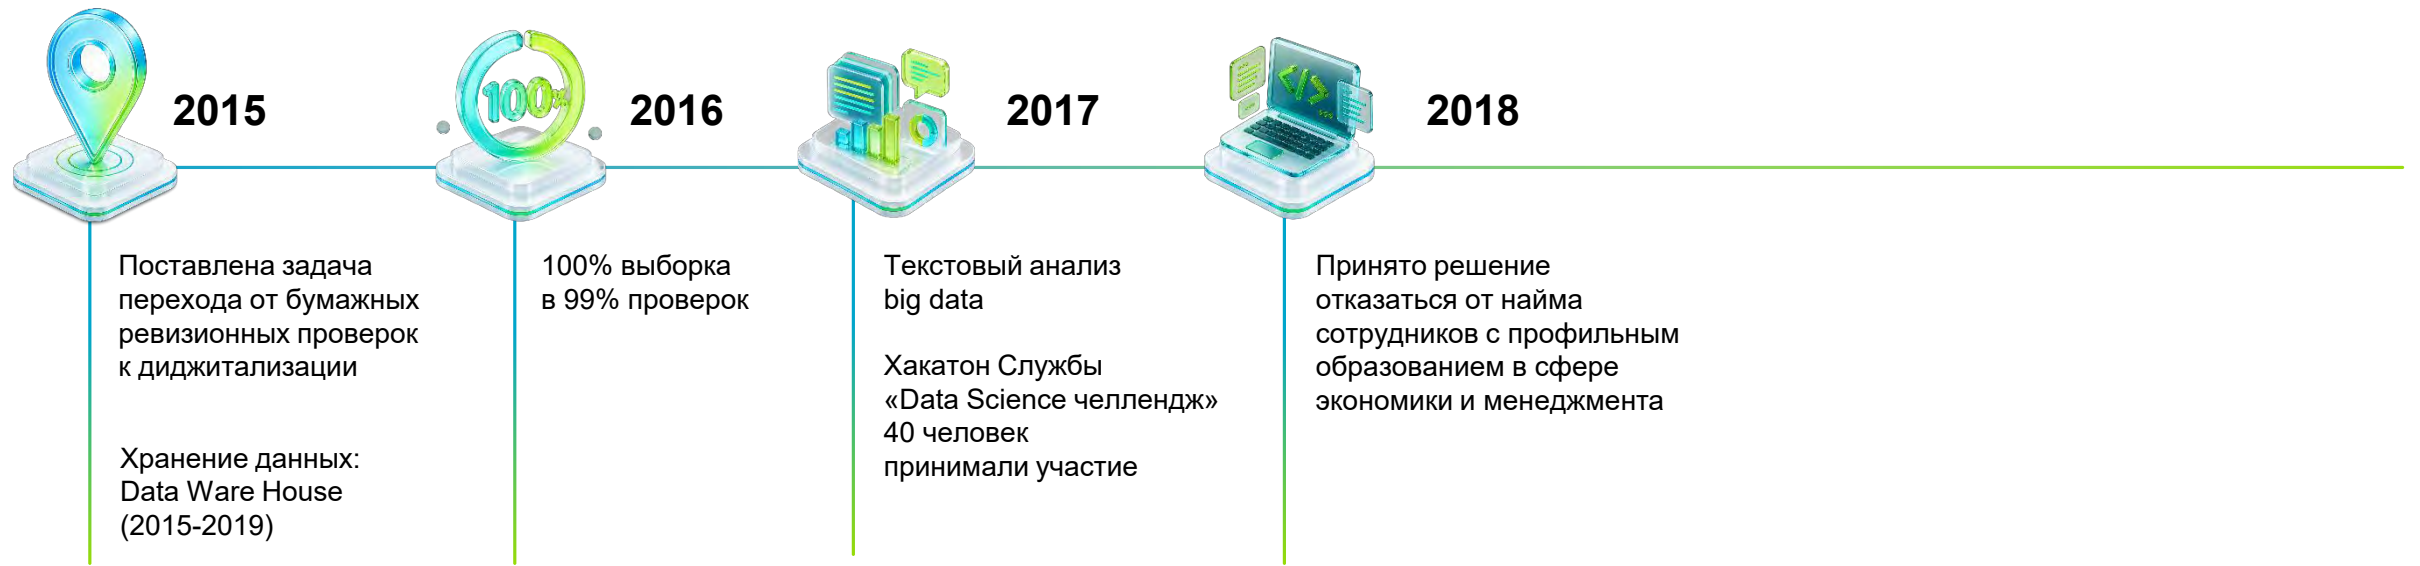 2015
Поставлена задача
перехода от бумажных
ревизионных проверок
к диджитализации
Хранение данных:
Data Ware House
(2015-2019)
100%
2016
100% выборка
в 99% проверок
2017
Текстовый анализ
big data
Хакатон Службы
«Data Science челлендж»
40 человек
принимали участие
</>
2018
Принято решение
отказаться от найма
сотрудников с профильным
образованием в сфере
экономики и менеджмента